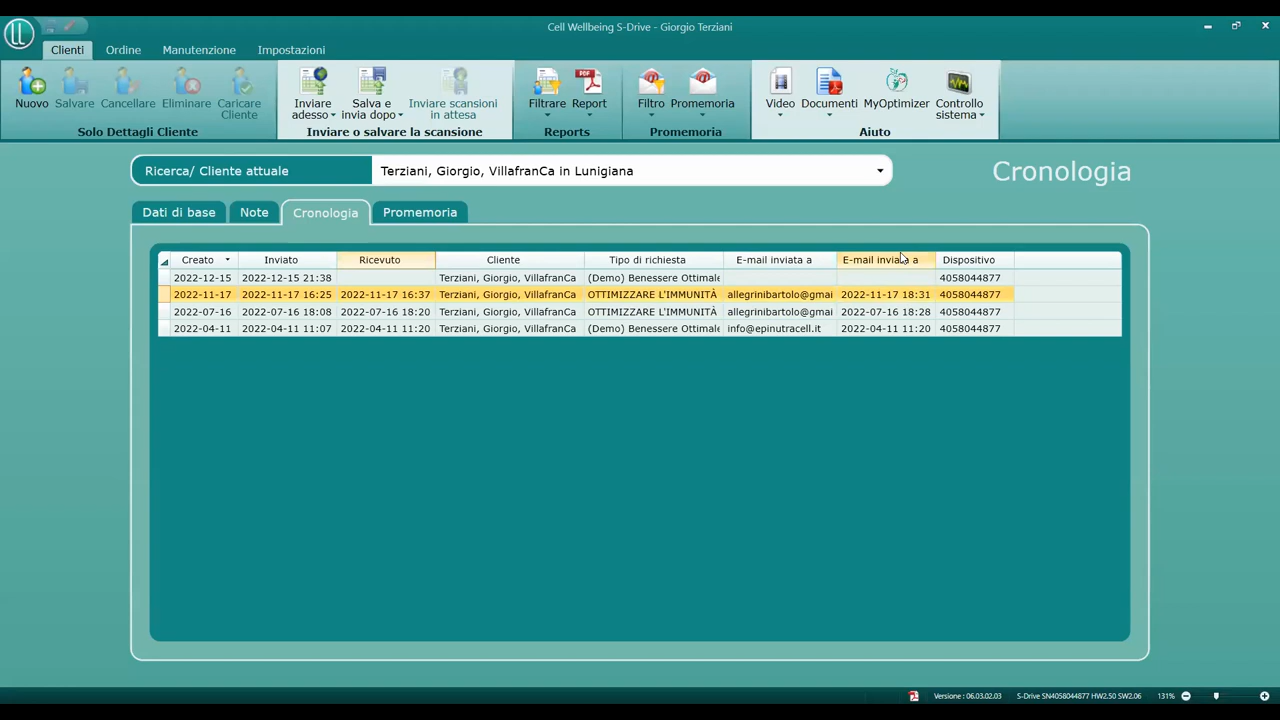 Cell Wellbeing S-Drive - Giorgio Terziani
Clienti Ordine Manutenzione Impostazioni
Nuovo Salvare Cancellare Eliminare Caricare Cliente
Solo Dettagli Cliente
Inviare adesso Salva e invia dopo Inviare scansioni in attesa
Inviare o salvare la scansione
Filtrare Report
Reports
Filtro Promemoria
Promemoria
Video Documenti MyOptimizer Controllo sistema
Aiuto
Ricerca/ Cliente attuale Terziani, Giorgio, VillafranCa in Lunigiana
Cronologia
Dati di base Note Cronologia Promemoria
Creato Inviato Ricevuto Cliente Tipo di richiesta E-mail inviata a E-mail inviata a Dispositivo
2022-12-15 2022-12-15 21:38 Terziani, Giorgio, VillafranCa (Demo) Benessere Ottimale 4058044877
2022-11-17 2022-11-17 16:25 2022-11-17 16:37 Terziani, Giorgio, VillafranCa OTTIMIZZARE L'IMMUNITÀ allegrinibartolo@gmai 2022-11-17 18:31 4058044877
2022-07-16 2022-07-16 18:08 2022-07-16 18:20 Terziani, Giorgio, VillafranCa OTTIMIZZARE L'IMMUNITÀ allegrinibartolo@gmai 2022-07-16 18:28 4058044877
2022-04-11 2022-04-11 11:07 2022-04-11 11:20 Terziani, Giorgio, VillafranCa (Demo) Benessere Ottimale info@epinutracell.it 2022-04-11 11:20 4058044877
Versione : 06.03.02.03 S-Drive SN4058044877 HW2.50 SW2.06 131%